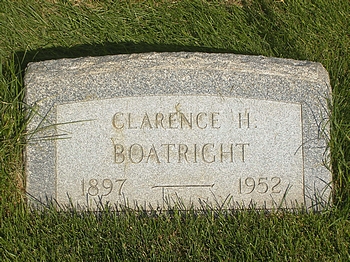 CLARENCE H.
BOATRIGHT
1897 — 1952